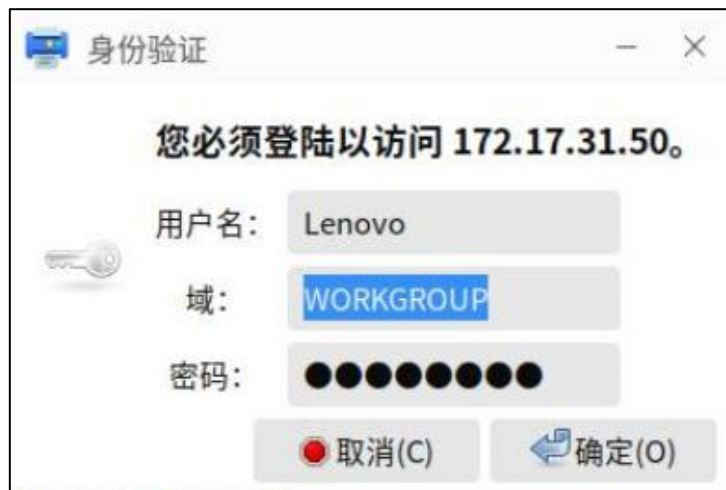 身份验证
您必须登陆以访问 172.17.31.50。
用户名： Lenovo
域： WORKGROUP
密码： ●●●●●●●●
取消(C) 确定(O)